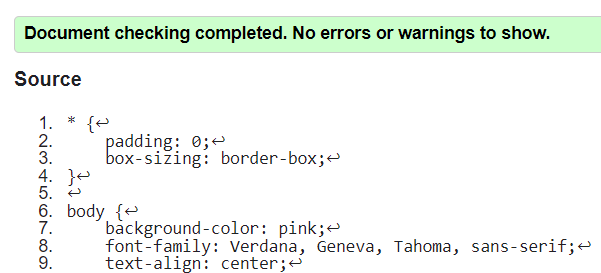 Document checking completed. No errors or warnings to show.
Source
1. * {↩
2.     padding: 0;↩
3.     box-sizing: border-box;↩
4. }↩
5. ↩
6. body {↩
7.     background-color: pink;↩
8.     font-family: Verdana, Geneva, Tahoma, sans-serif;↩
9.     text-align: center;↩